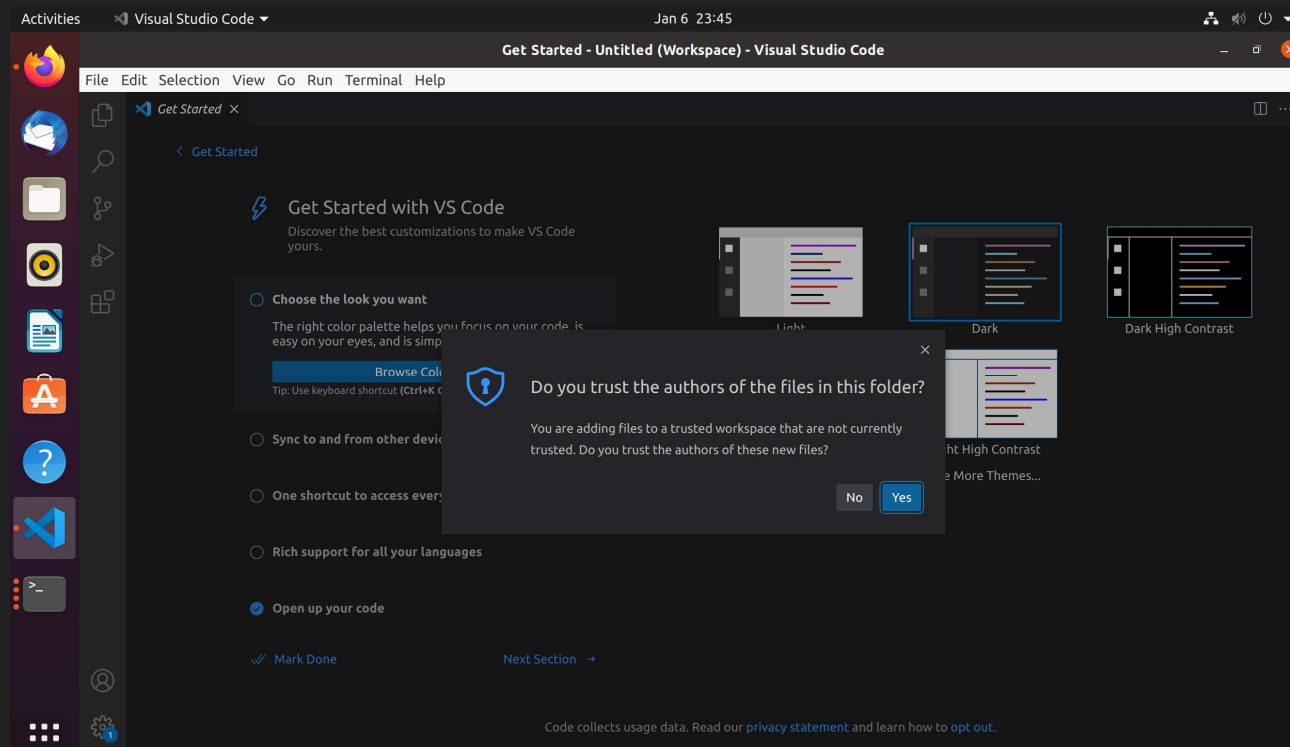 Activities
Visual Studio Code
Jan 6 23:45
Get Started - Untitled (Workspace) - Visual Studio Code
File Edit Selection View Go Run Terminal Help
Get Started
Get Started
Get Started with VS Code
Discover the best customizations to make VS Code
yours.
Choose the look you want
The right color palette helps you focus on your code, is
easy on your eyes, and is simp
Browse Colo
Tip: Use keyboard shortcut (Ctrl+K C
Sync to and from other devic
One shortcut to access every
Rich support for all your languages
Open up your code
Mark Done
Next Section
Light
Dark
Dark High Contrast
ht High Contrast
e More Themes...
Do you trust the authors of the files in this folder?
You are adding files to a trusted workspace that are not currently
trusted. Do you trust the authors of these new files?
No
Yes
1
Code collects usage data. Read our privacy statement and learn how to opt out.